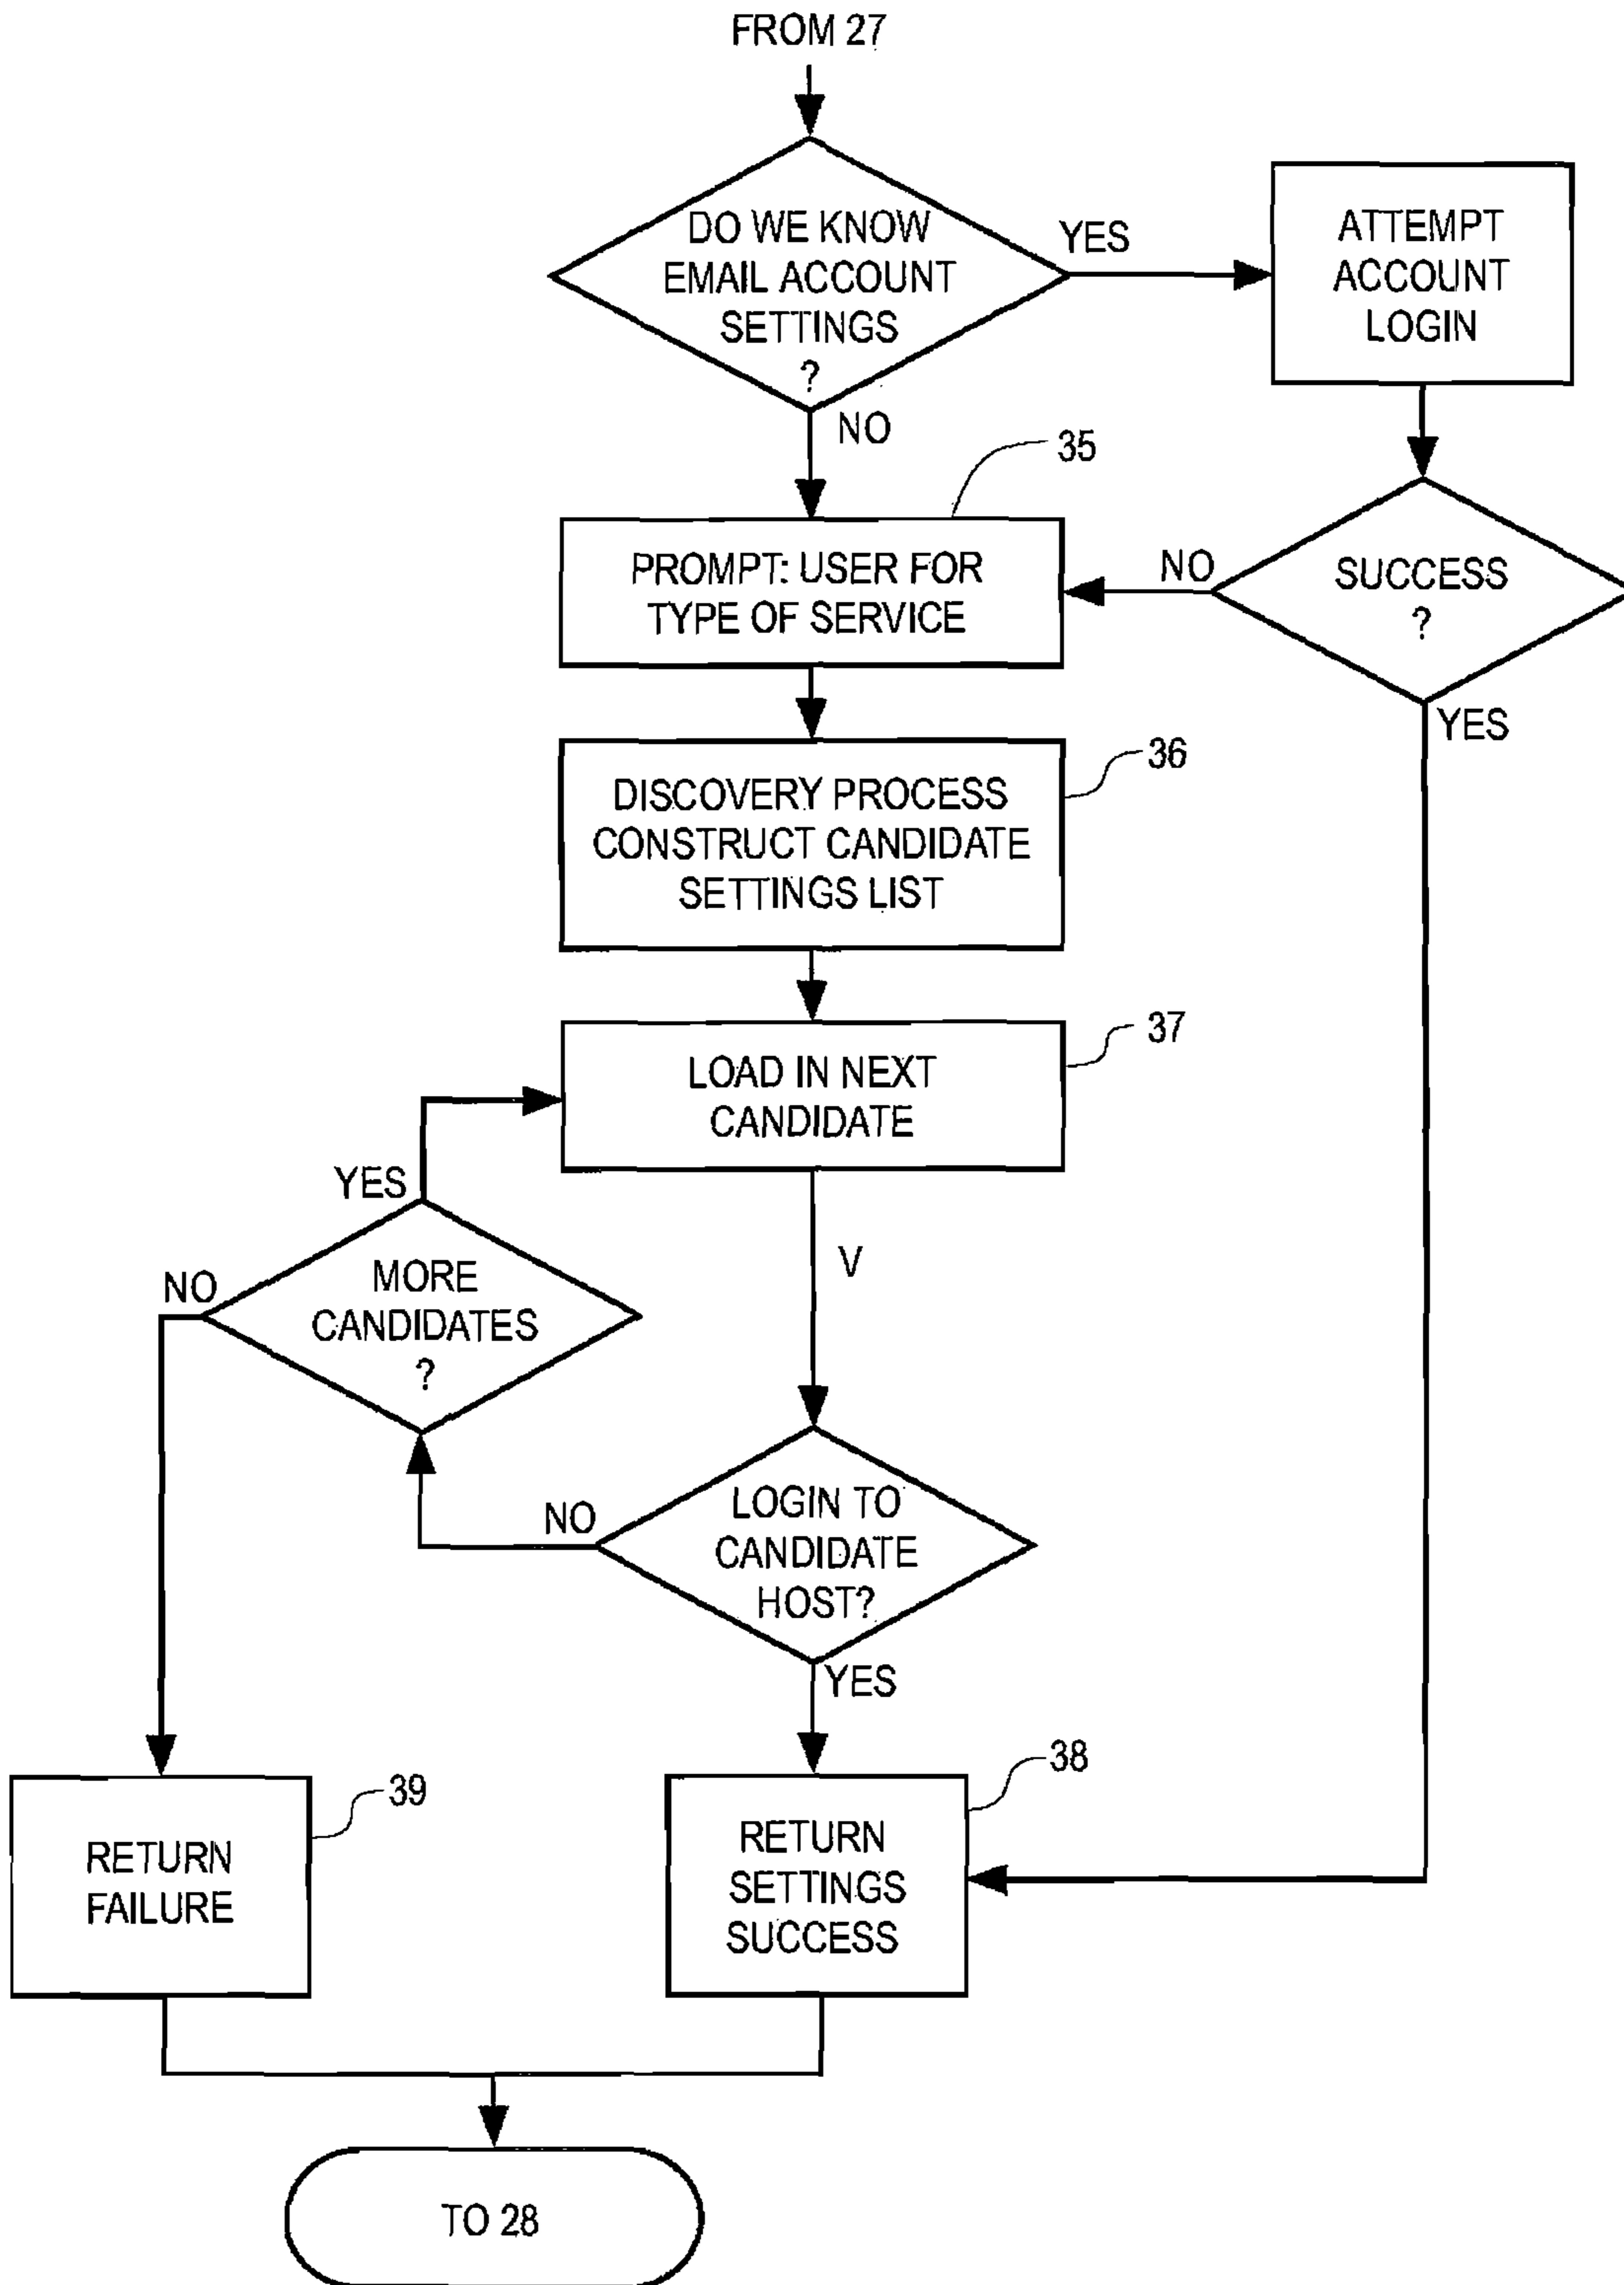 FROM 27
DO WE KNOW
EMAIL ACCOUNT
SETTINGS
?
YES
ATTEMPT
ACCOUNT
LOGIN
NO
35
PROMPT: USER FOR
TYPE OF SERVICE
NO
SUCCESS
?
YES
36
DISCOVERY PROCESS
CONSTRUCT CANDIDATE
SETTINGS LIST
37
LOAD IN NEXT
CANDIDATE
YES
V
NO
MORE
CANDIDATES
?
NO
LOGIN TO
CANDIDATE
HOST?
YES
39
RETURN
FAILURE
38
RETURN
SETTINGS
SUCCESS
TO 28